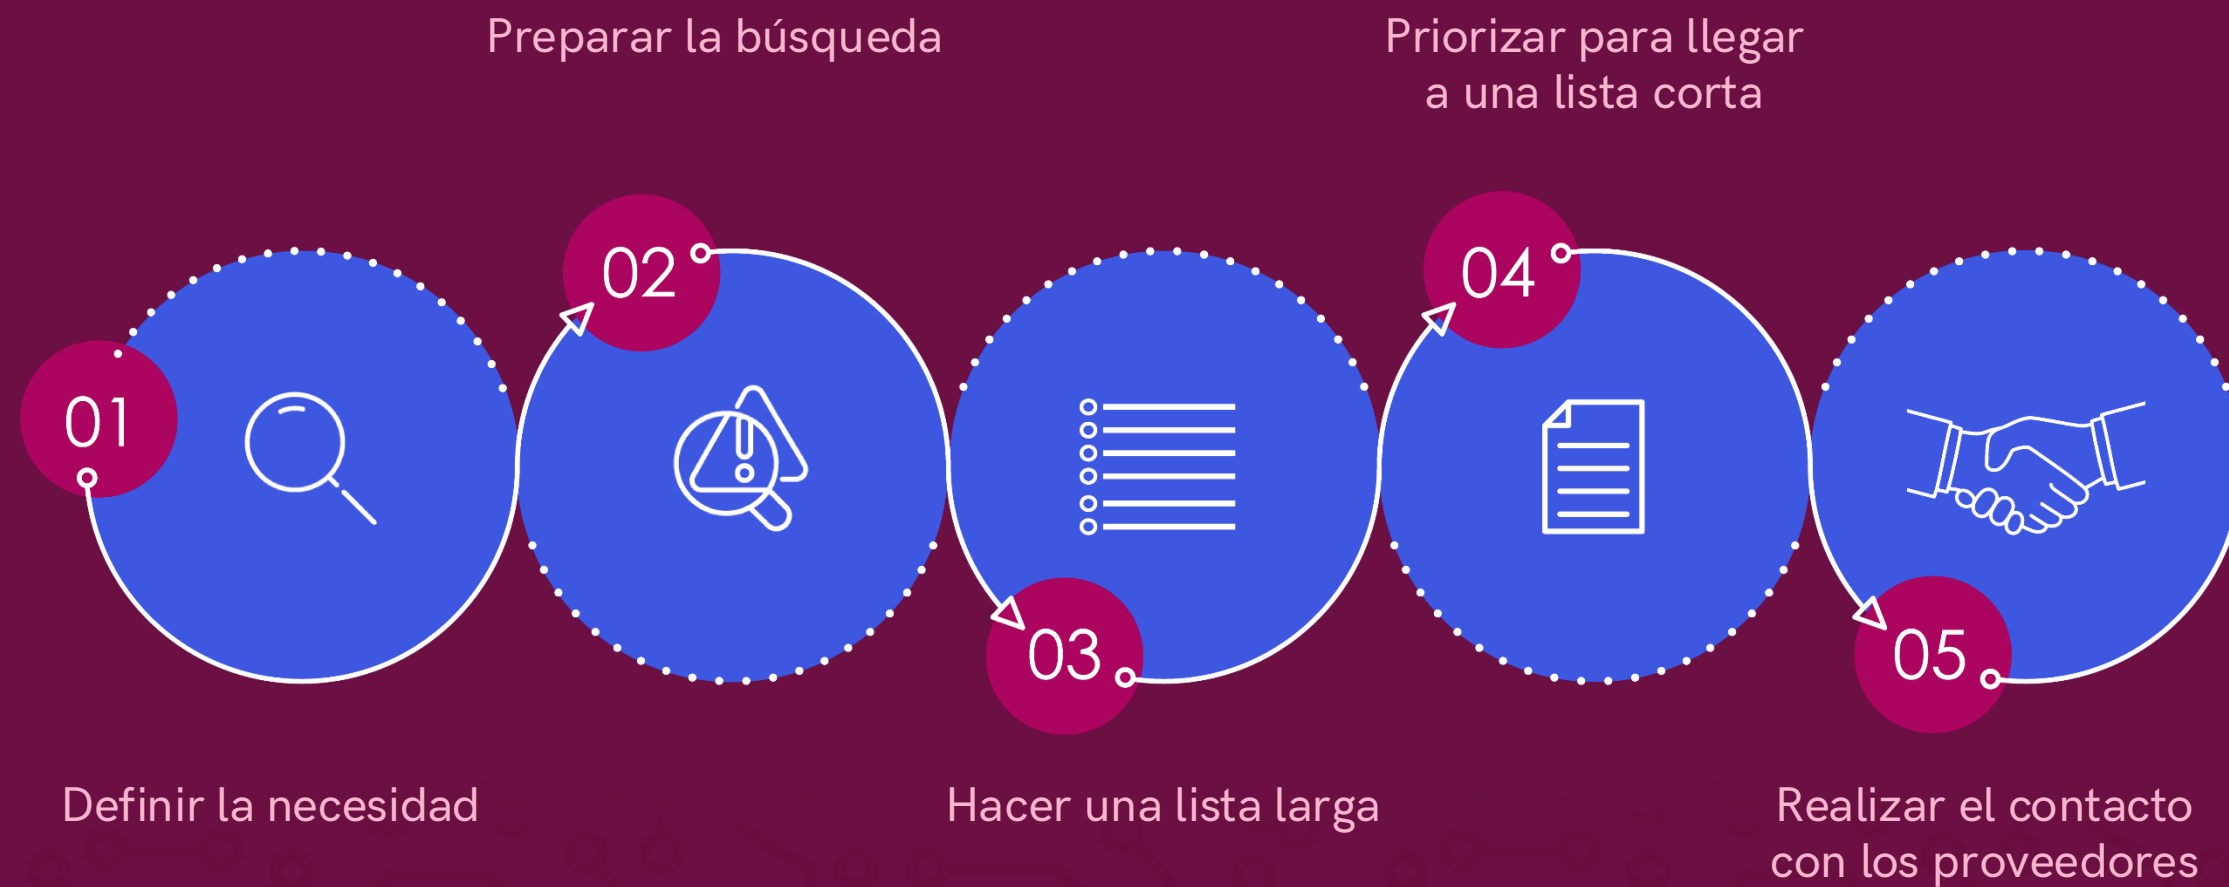 Preparar la búsqueda
Priorizar para llegar
a una lista corta
02
04
01
03
05
Definir la necesidad
Hacer una lista larga
Realizar el contacto
con los proveedores